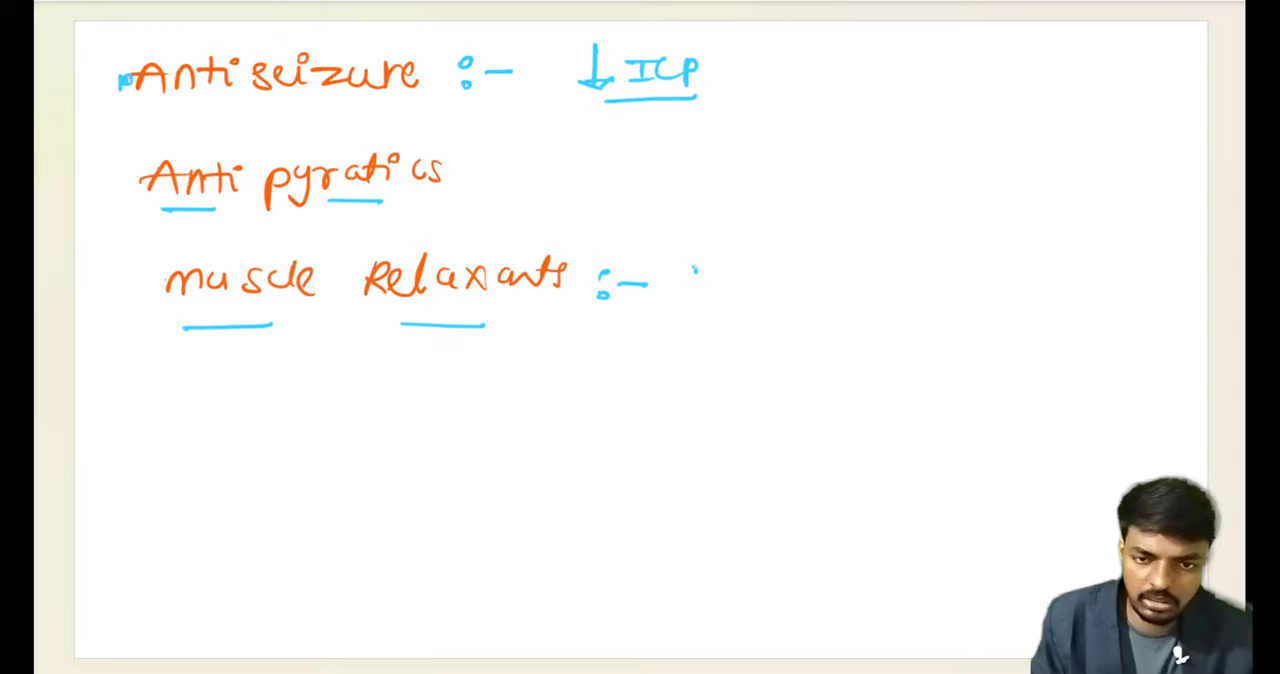 Antiseizure :- ↓ ICP
Anti pyratics
muscle Relaxants :-